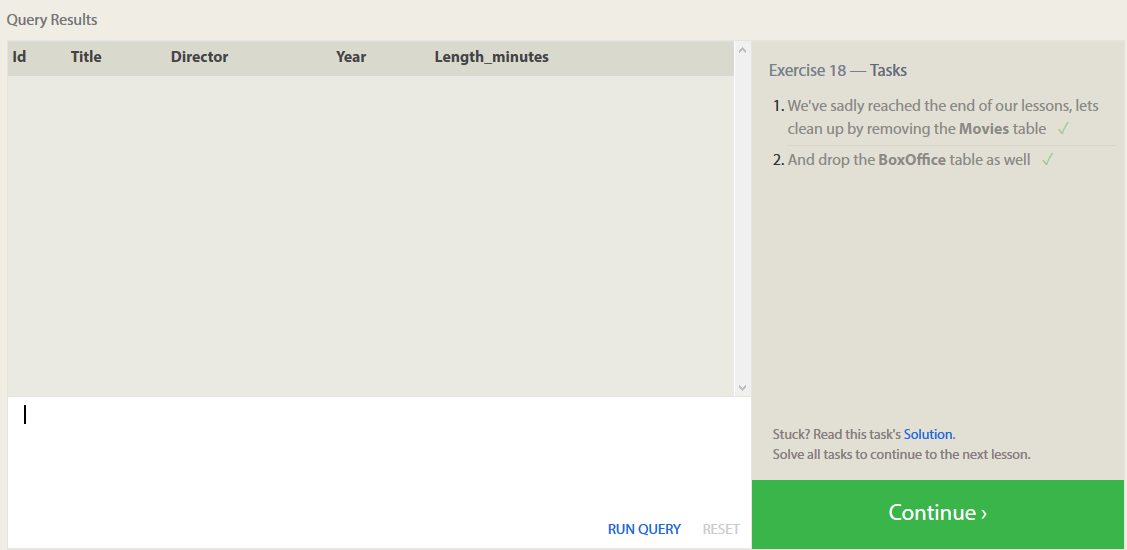 Query Results
Id Title Director Year Length_minutes
Exercise 18 — Tasks
1. We've sadly reached the end of our lessons, lets
clean up by removing the Movies table ✓
2. And drop the BoxOffice table as well ✓
Stuck? Read this task's Solution.
Solve all tasks to continue to the next lesson.
RUN QUERY RESET
Continue ›